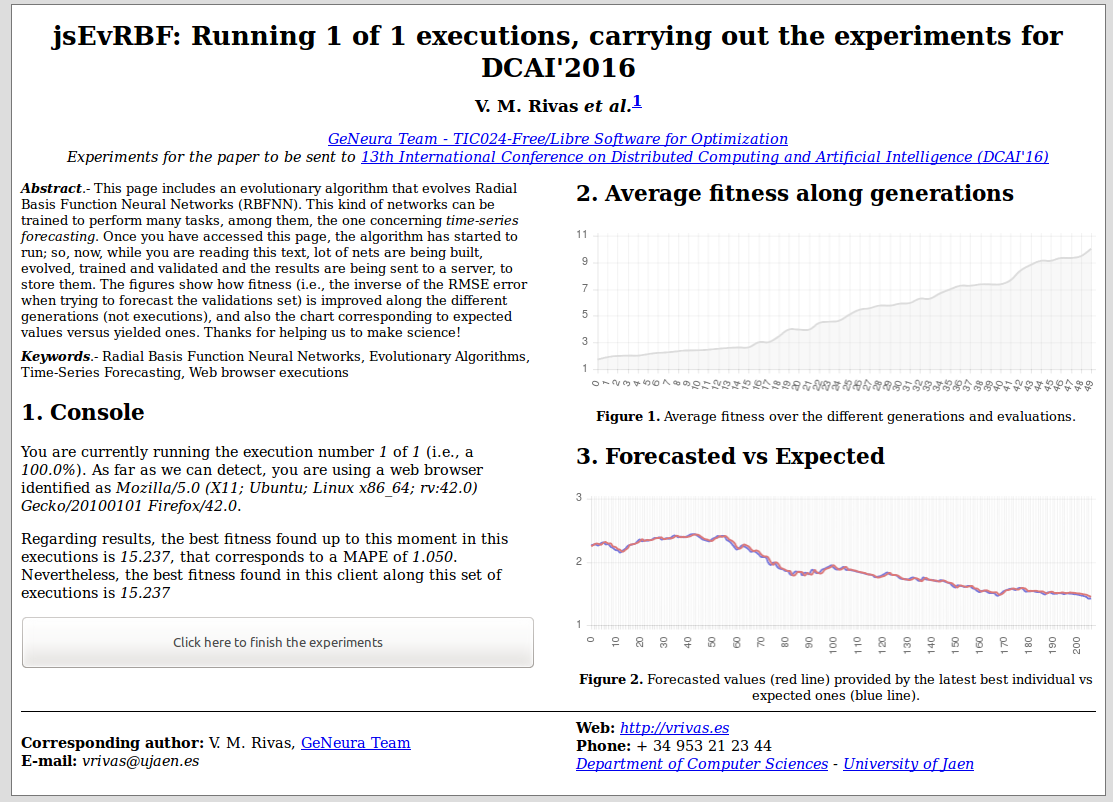 jsEvRBF: Running 1 of 1 executions, carrying out the experiments for
DCAI'2016
V. M. Rivas et al.1
GeNeura Team - TIC024-Free/Libre Software for Optimization
Experiments for the paper to be sent to 13th International Conference on Distributed Computing and Artificial Intelligence (DCAI'16)
Abstract.- This page includes an evolutionary algorithm that evolves Radial
Basis Function Neural Networks (RBFNN). This kind of networks can be
trained to perform many tasks, among them, the one concerning time-series
forecasting. Once you have accessed this page, the algorithm has started to
run; so, now, while you are reading this text, lot of nets are being built,
evolved, trained and validated and the results are being sent to a server, to
store them. The figures show how fitness (i.e., the inverse of the RMSE error
when trying to forecast the validations set) is improved along the different
generations (not executions), and also the chart corresponding to expected
values versus yielded ones. Thanks for helping us to make science!
Keywords.- Radial Basis Function Neural Networks, Evolutionary Algorithms,
Time-Series Forecasting, Web browser executions
1. Console
You are currently running the execution number 1 of 1 (i.e., a
100.0%). As far as we can detect, you are using a web browser
identified as Mozilla/5.0 (X11; Ubuntu; Linux x86_64; rv:42.0)
Gecko/20100101 Firefox/42.0.
Regarding results, the best fitness found up to this moment in this
executions is 15.237, that corresponds to a MAPE of 1.050.
Nevertheless, the best fitness found in this client along this set of
executions is 15.237
Click here to finish the experiments
2. Average fitness along generations
11
9
7
5
3
1
0 1 2 3 4 5 6 7 8 9 10 11 12 13 14 15 16 17 18 19 20 21 22 23 24 25 26 27 28 29 30 31 32 33 34 35 36 37 38 39 40 41 42 43 44 45 46 47 48 49
Figure 1. Average fitness over the different generations and evaluations.
3. Forecasted vs Expected
3
2
1
0 10 20 30 40 50 60 70 80 90 100 110 120 130 140 150 160 170 180 190 200
Figure 2. Forecasted values (red line) provided by the latest best individual vs
expected ones (blue line).
Corresponding author: V. M. Rivas, GeNeura Team
E-mail: vrivas@ujaen.es
Web: http://vrivas.es
Phone: + 34 953 21 23 44
Department of Computer Sciences - University of Jaen